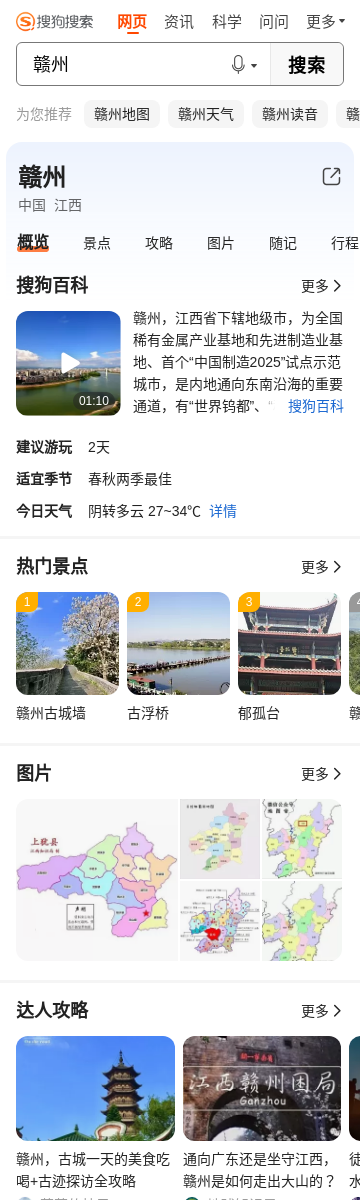 搜狗搜索 网页 资讯 科学 问问 更多
赣州 搜索
为您推荐 赣州地图 赣州天气 赣州读音 赣
赣州
中国 江西
概览 景点 攻略 图片 随记 行程
搜狗百科 更多
赣州，江西省下辖地级市，为全国
稀有金属产业基地和先进制造业基
地、首个“中国制造2025”试点示范
城市，是内地通向东南沿海的重要
通道，有“世界钨都”、 搜狗百科
01:10
建议游玩 2天
适宜季节 春秋两季最佳
今日天气 阴转多云 27~34℃ 详情
热门景点 更多
1 2 3
郁孤台
赣州古城墙 古浮桥 郁孤台
图片 更多
上犹县
声明
达人攻略 更多
江西赣州围局
Ganzhou
赣州，古城一天的美食吃 通向广东还是坐守江西，
喝+古迹探访全攻略 赣州是如何走出大山的？